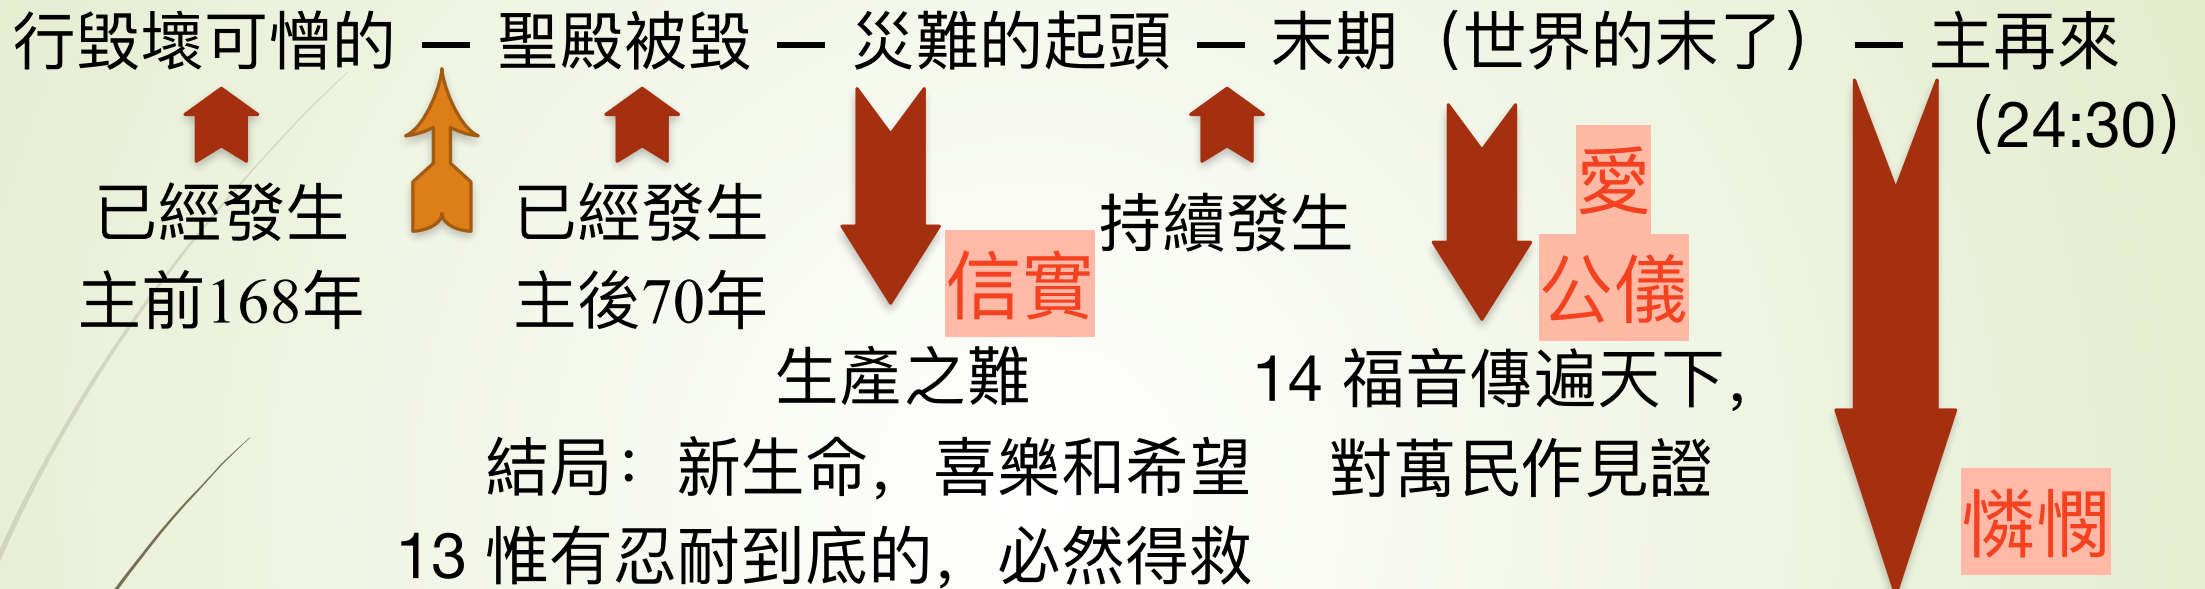 行毀壞可憎的 — 聖殿被毀 — 災難的起頭 — 末期（世界的末了） — 主再來
（24:30）
已經發生
主前168年
已經發生
主後70年
信實
持續發生
愛
公儀
生產之難
結局：新生命，喜樂和希望
13 惟有忍耐到底的，必然得救
14 福音傳遍天下，
對萬民作見證
憐憫